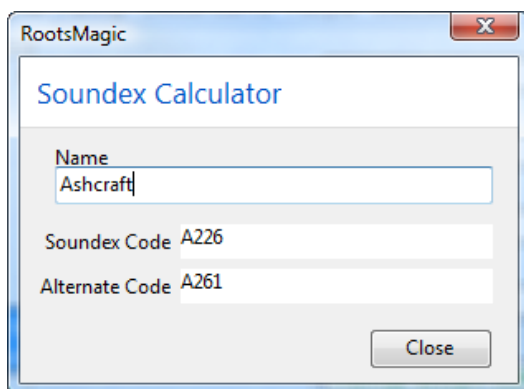 RootsMagic
Soundex Calculator
Name
Ashcraft
Soundex Code A226
Alternate Code A261
Close